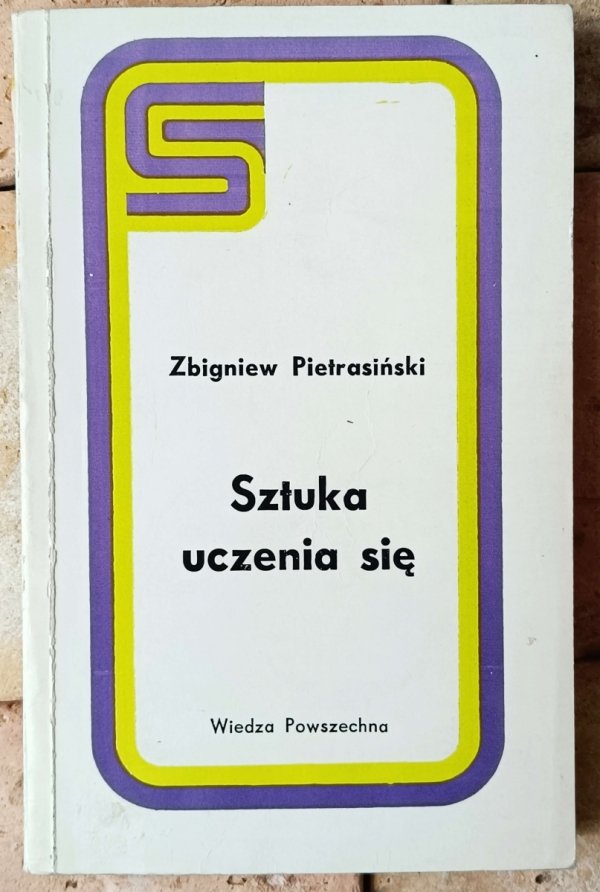 S
Zbigniew Pietrasiński
Sztuka
uczenia się
Wiedza Powszechna